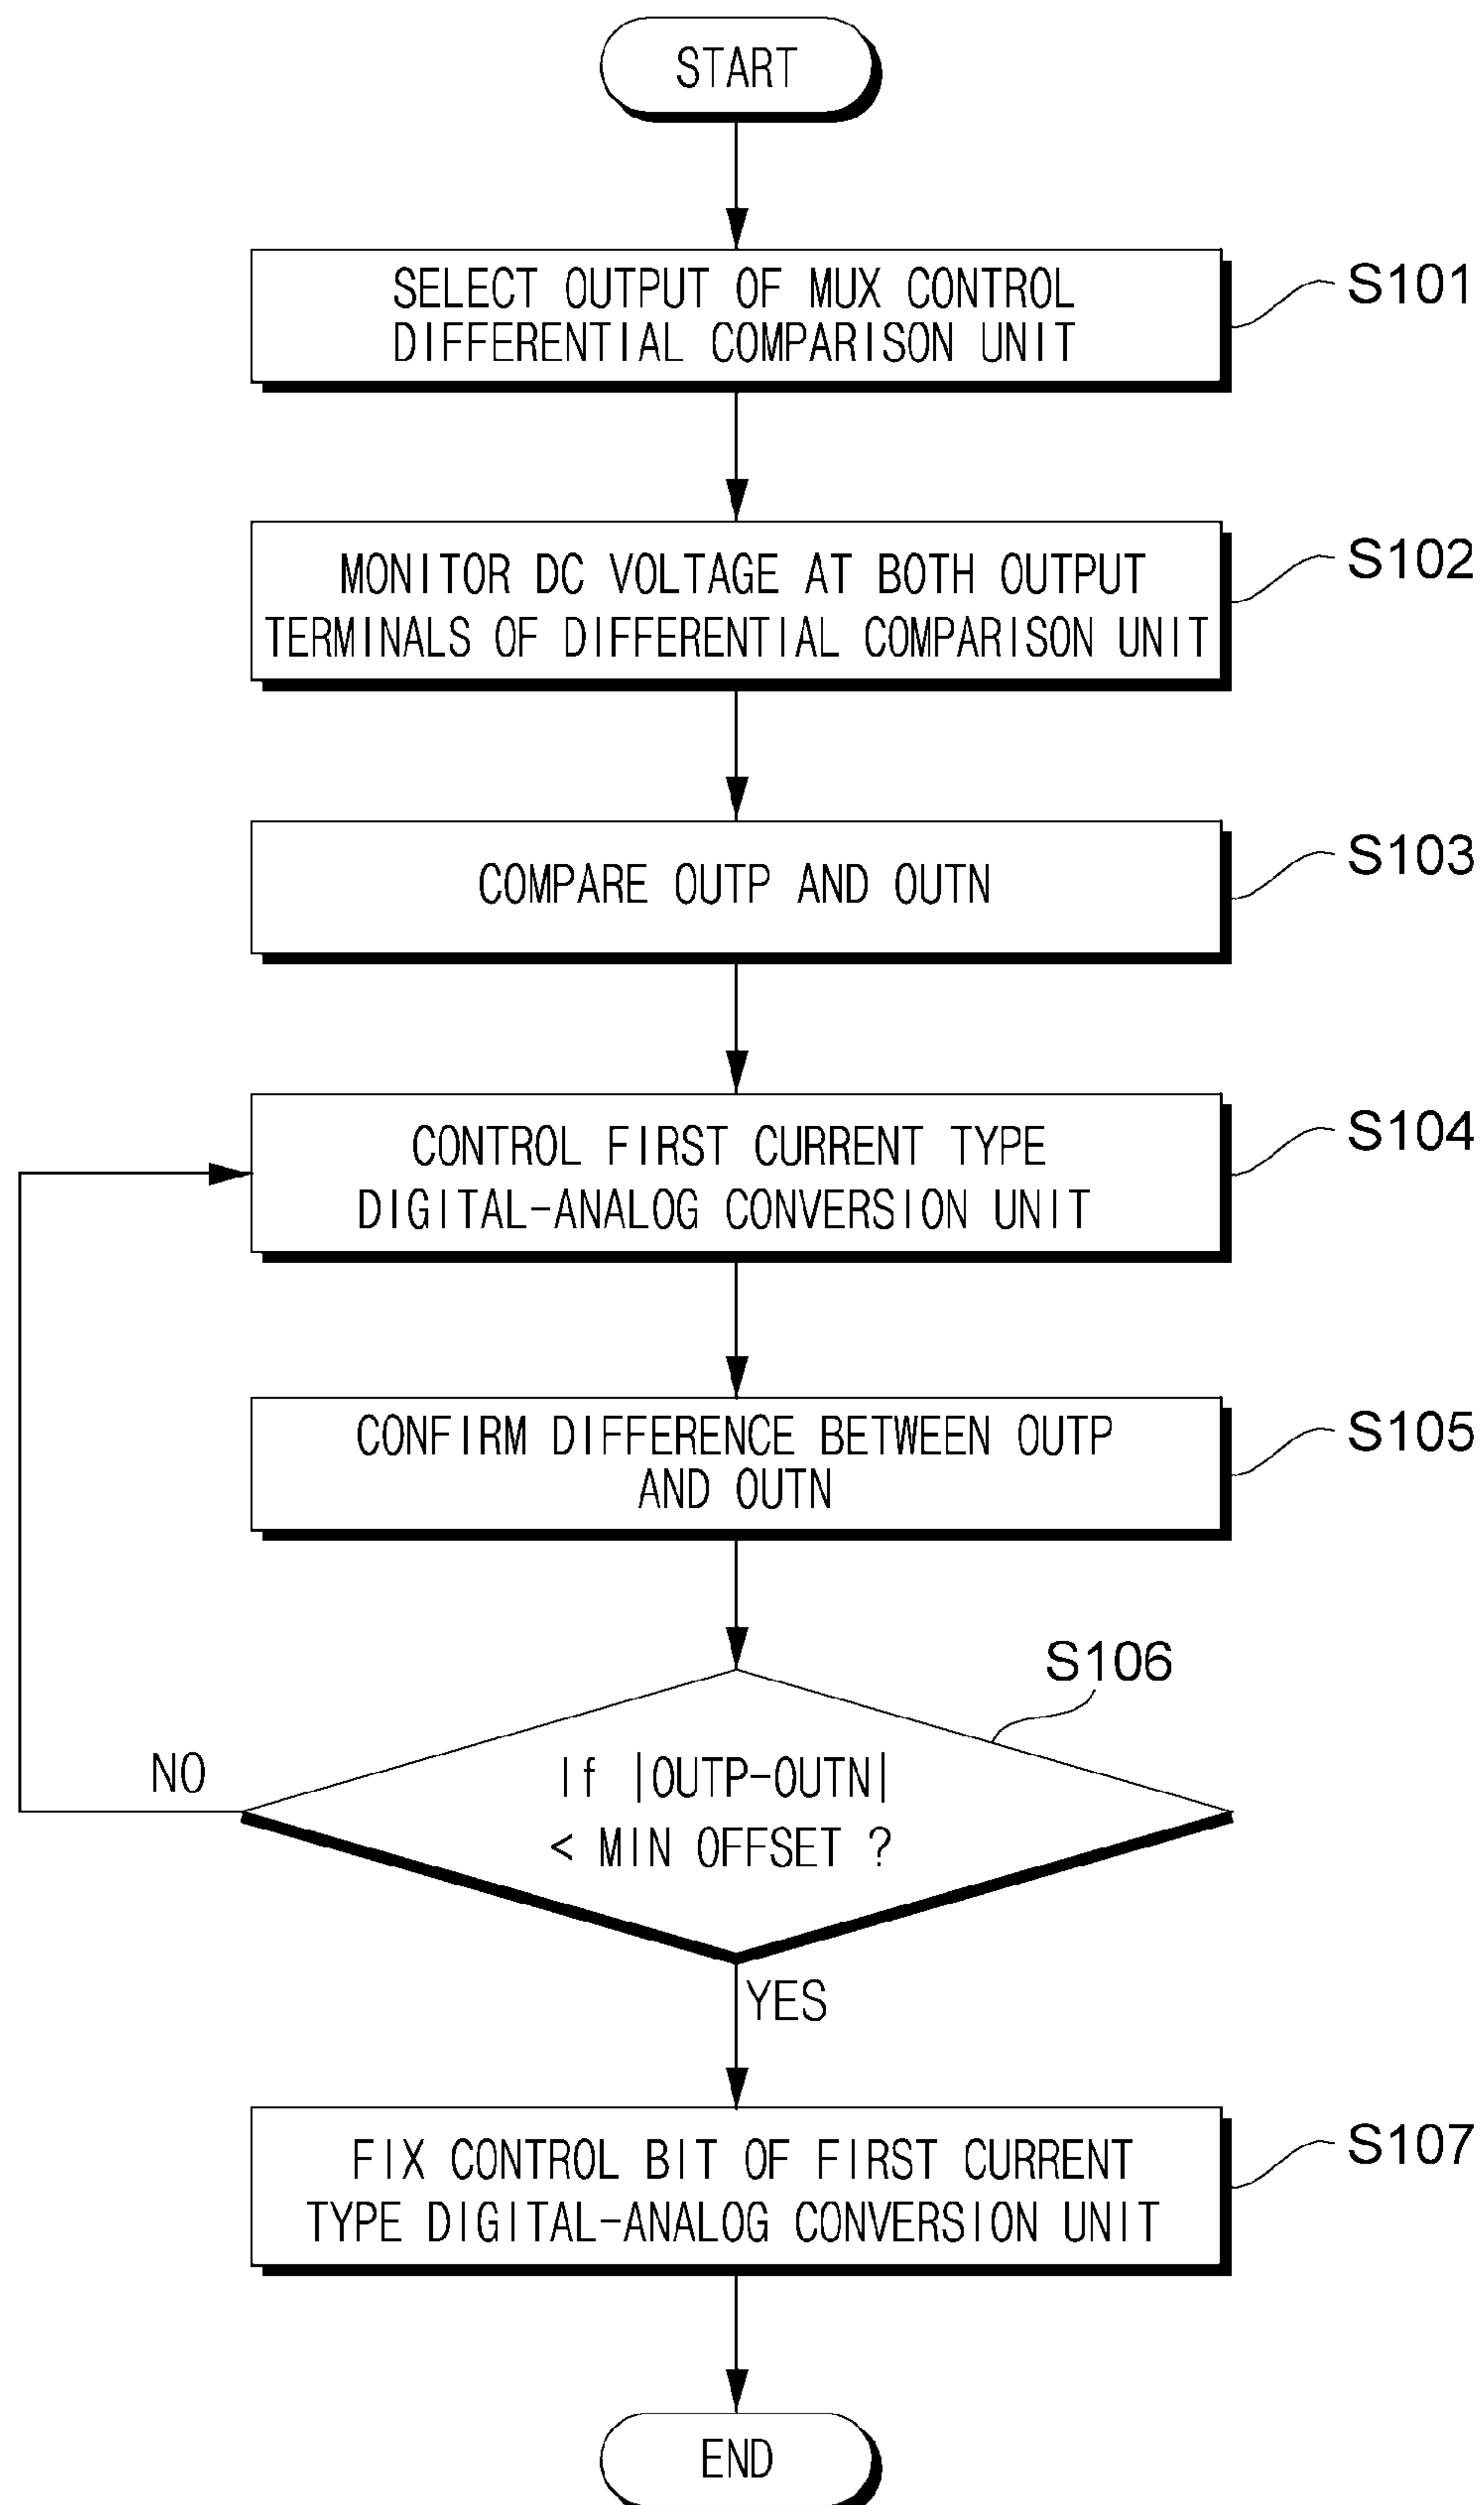 START
SELECT OUTPUT OF MUX CONTROL
DIFFERENTIAL COMPARISON UNIT
S101
MONITOR DC VOLTAGE AT BOTH OUTPUT
TERMINALS OF DIFFERENTIAL COMPARISON UNIT
S102
COMPARE OUTP AND OUTN
S103
CONTROL FIRST CURRENT TYPE
DIGITAL-ANALOG CONVERSION UNIT
S104
CONFIRM DIFFERENCE BETWEEN OUTP
AND OUTN
S105
S106
If |OUTP-OUTN|
< MIN OFFSET ?
NO
YES
FIX CONTROL BIT OF FIRST CURRENT
TYPE DIGITAL-ANALOG CONVERSION UNIT
S107
END